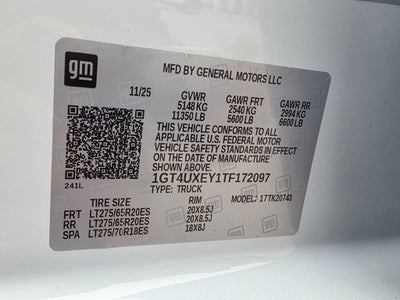 gm
MFD BY GENERAL MOTORS LLC
11/25 GVWR GAWR FRT GAWR RR
5148 KG 2540 KG 2994 KG
11350 LB 5600 LB 6600 LB
THIS VEHICLE CONFORMS TO ALL
APPLICABLE U.S. FEDERAL MOTOR
VEHICLE SAFETY STANDARDS IN
EFFECT ON THE DATE OF MANUFACTURE
SHOWN ABOVE.
1GT4UXEY1TF172097
241L TYPE: TRUCK MODEL: 17TK20743
TIRE SIZE RIM
FRT LT275/65R20ES 20X8.5J
RR LT275/65R20ES 20X8.5J
SPA LT275/70R18ES 18X8J